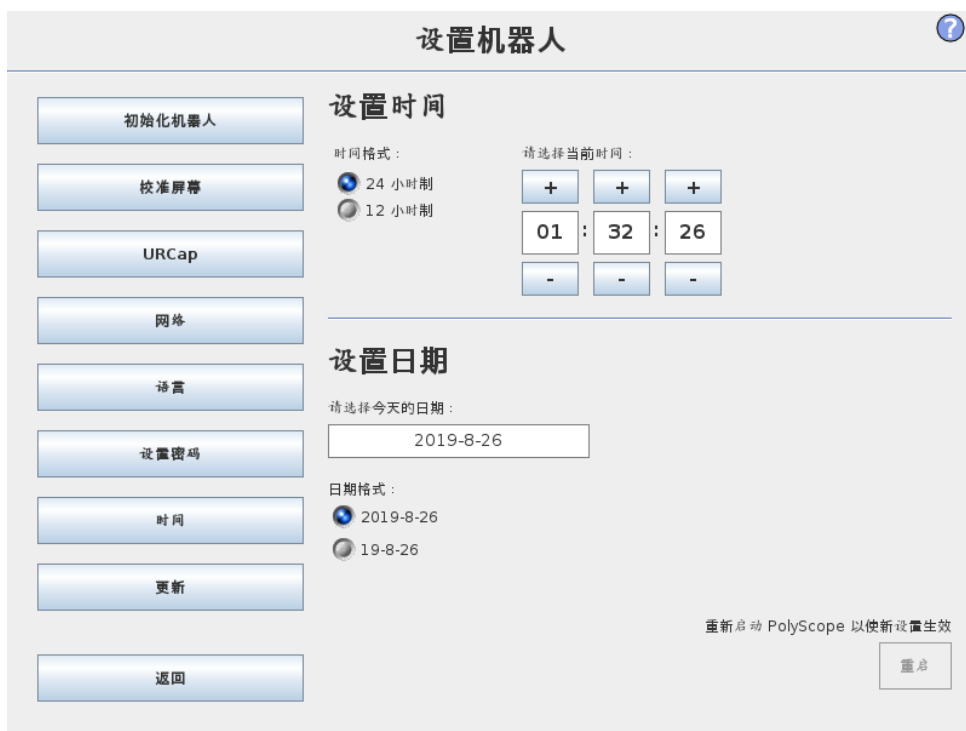 设置机器人
?
初始化机器人
校准屏幕
URCap
网络
语言
设置密码
时间
更新
返回
设置时间
时间格式：
24 小时制
12 小时制
请选择当前时间：
+ + +
01 : 32 : 26
- - -
设置日期
请选择今天的日期：
2019-8-26
日期格式：
2019-8-26
19-8-26
重新启动 PolyScope 以使新设置生效
重启